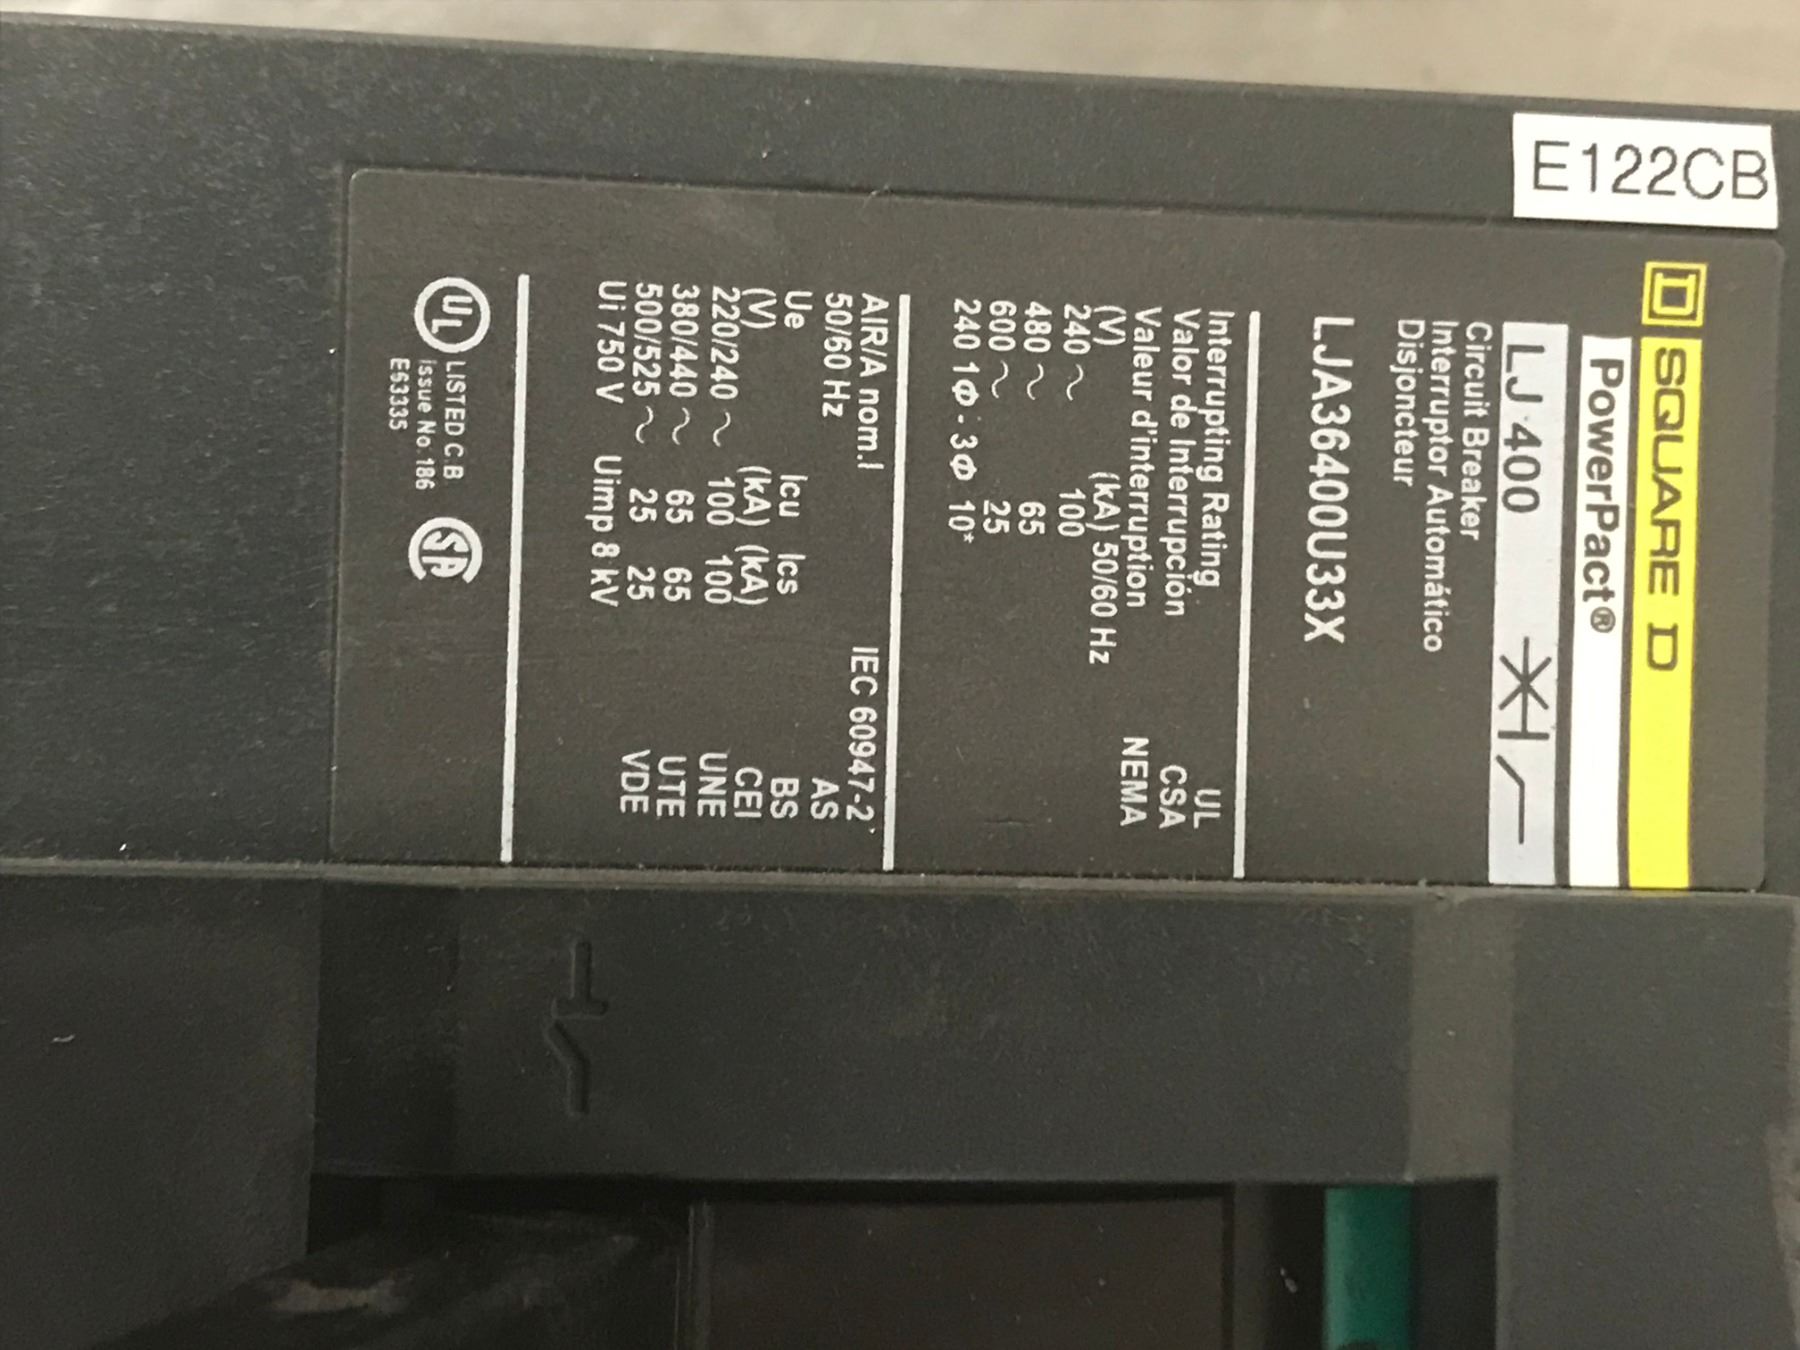 E122CB
SQUARE D
PowerPact®
LJ 400
Circuit Breaker
Interruptor Automático
Disjoncteur
LJA36400U33X
Interrupting Rating UL
Valor de Interrupción CSA
Valeur d'interruption NEMA
(V) (kA) 50/60 Hz
240 ~ 100
480 ~ 65
600 ~ 25
240 1Φ - 3Φ 10*
AIR/A nom.I IEC 60947-2
50/60 Hz AS
Ue Icu Ics BS
(V) (kA) (kA) CEI
220/240 ~ 100 100 UNE
380/440 ~ 65 65 UTE
500/525 ~ 25 25 VDE
Ui 750 V Uimp 8 kV
UL LISTED C.B. SA
Issue No. 186
E63335